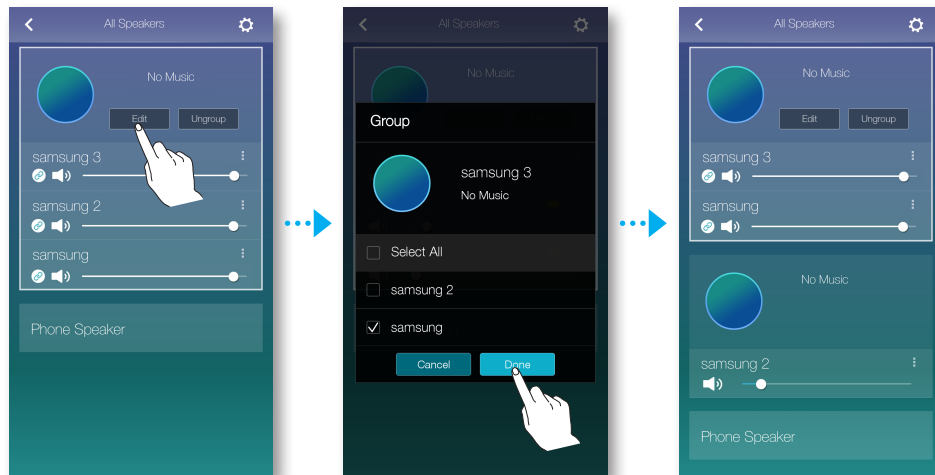 All Speakers
No Music
Edit Ungroup
samsung 3
samsung 2
samsung
Phone Speaker
All Speakers
No Music
Group
samsung 3
No Music
Select All
samsung 2
samsung
Cancel Done
All Speakers
No Music
Edit Ungroup
samsung 3
samsung
No Music
samsung 2
Phone Speaker